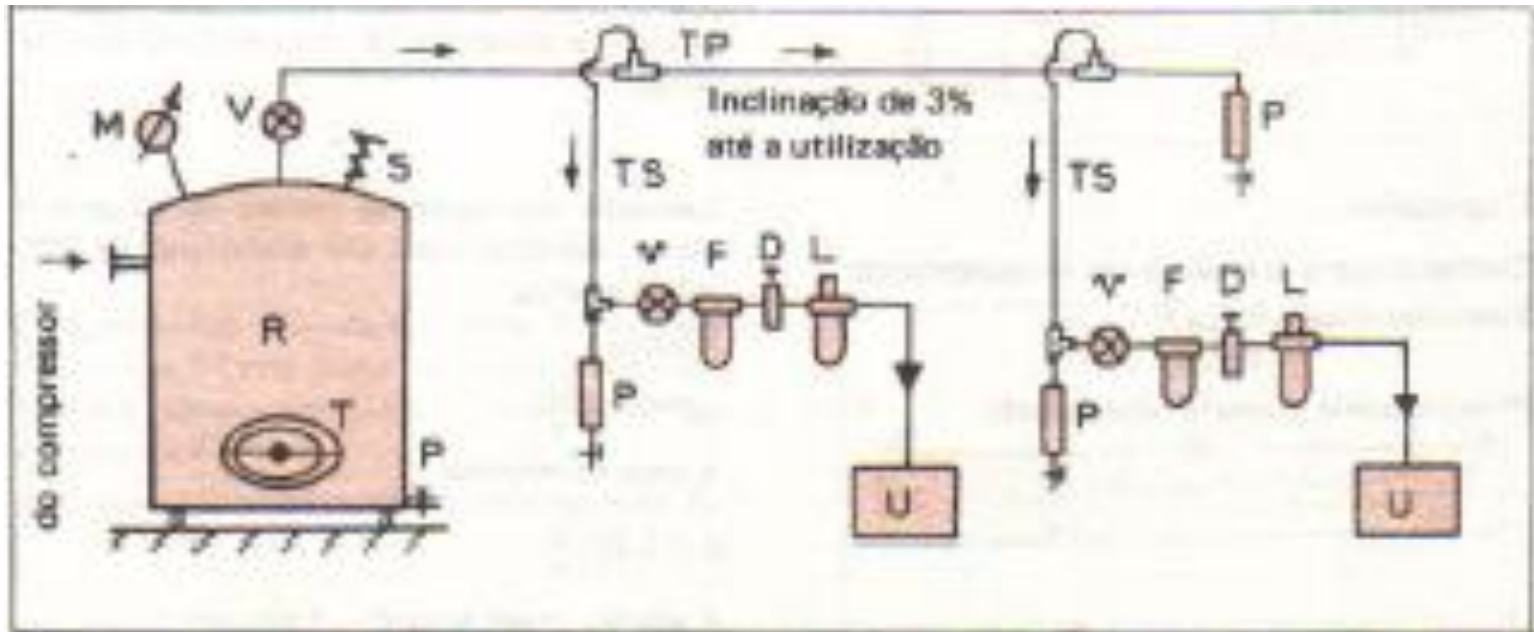 TP
Inclinação de 3%
até a utilização
M
V
S
P
TS
TS
do compressor
R
T
P
V
F
D
L
P
U
V
F
D
L
P
U